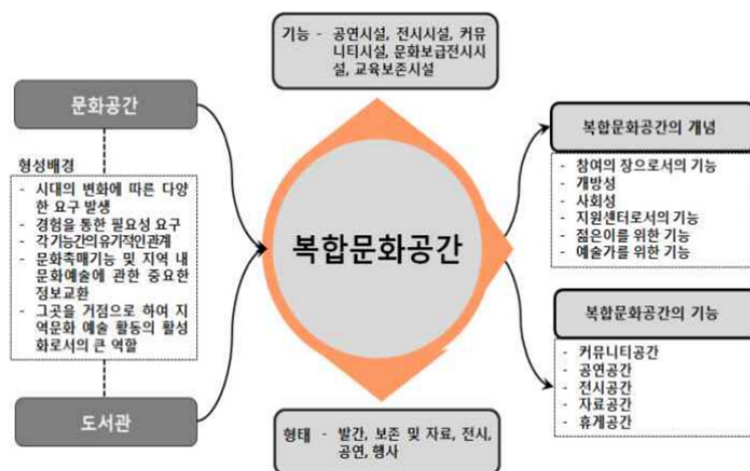 기능 - 공연시설, 전시시설, 커뮤
니티시설, 문화보급전시시
설, 교육보존시설
문화공간
형성배경
- 시대의 변화에 따른 다양
한 요구 발생
- 경험을 통한 필요성 요구
- 각 기능간의 유기적인 관계
- 문화촉매기능 및 지역 내
문화예술에 관한 중요한
정보교환
- 그곳을 거점으로 하여 지
역문화 예술 활동의 활성
화로서의 큰 역할
도서관
복합문화공간
복합문화공간의 개념
- 참여의 장으로서의 기능
- 개방성
- 사회성
- 지원센터로서의 기능
- 젊은이를 위한 기능
- 예술가를 위한 기능
복합문화공간의 기능
- 커뮤니티공간
- 공연공간
- 전시공간
- 자료공간
- 휴게공간
형태 - 발간, 보존 및 자료, 전시,
공연, 행사